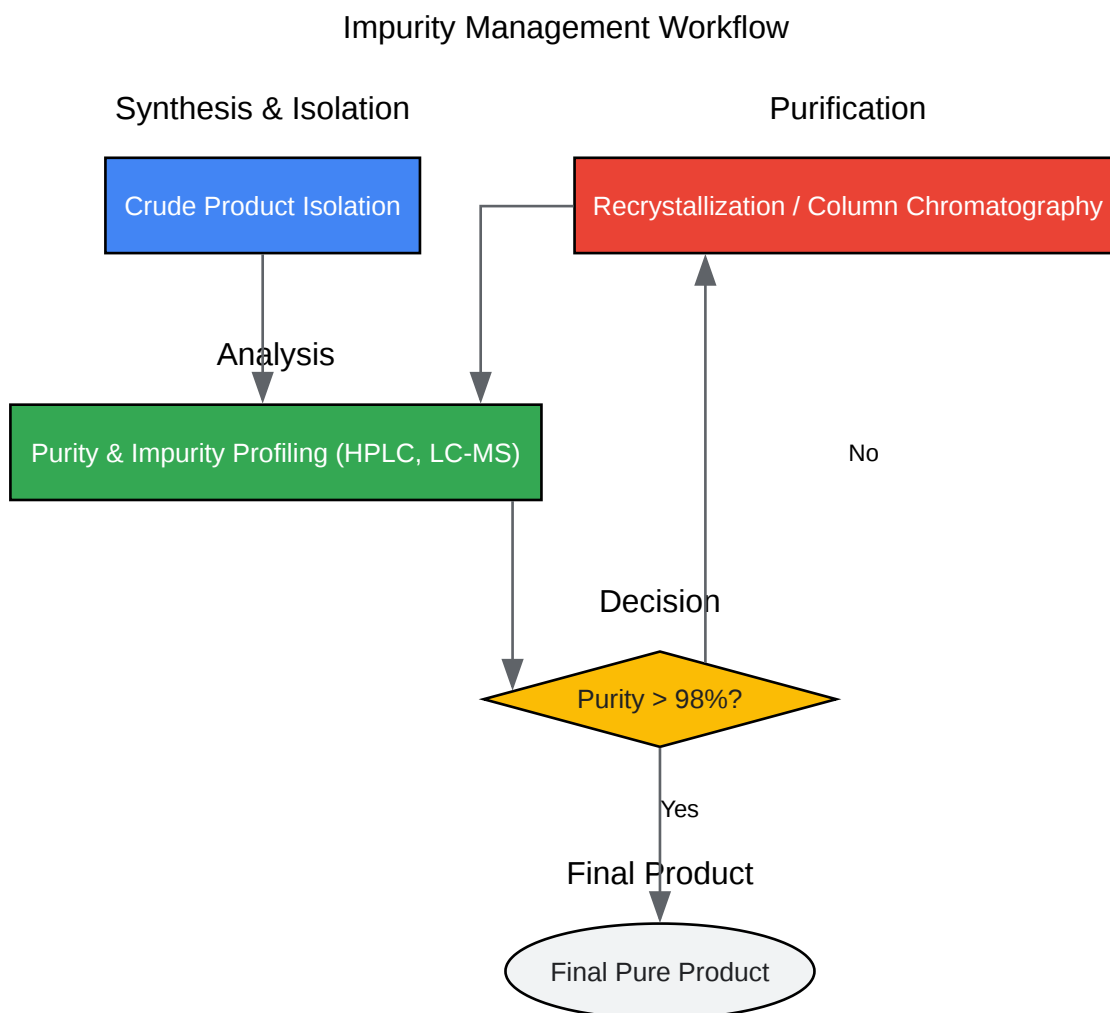 Impurity Management Workflow
Synthesis & Isolation
Purification
Crude Product Isolation
Recrystallization / Column Chromatography
Analysis
Purity & Impurity Profiling (HPLC, LC-MS)
No
Decision
Purity > 98%?
Yes
Final Product
Final Pure Product